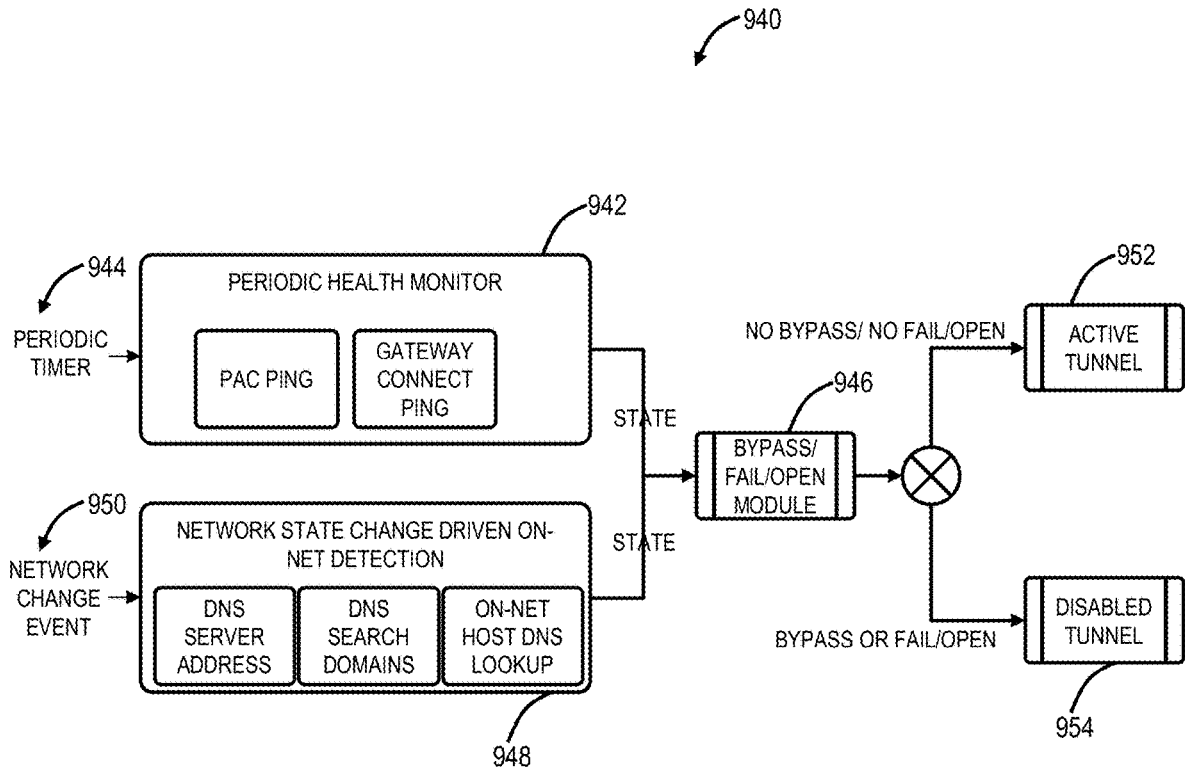 940
942
944
PERIODIC HEALTH MONITOR
PERIODIC
TIMER
PAC PING
GATEWAY
CONNECT
PING
STATE
952
NO BYPASS/ NO FAIL/OPEN
ACTIVE
TUNNEL
946
BYPASS/
FAIL/OPEN
MODULE
950
NETWORK STATE CHANGE DRIVEN ON-
NET DETECTION
STATE
NETWORK
CHANGE
EVENT
DNS
SERVER
ADDRESS
DNS
SEARCH
DOMAINS
ON-NET
HOST DNS
LOOKUP
948
BYPASS OR FAIL/OPEN
DISABLED
TUNNEL
954